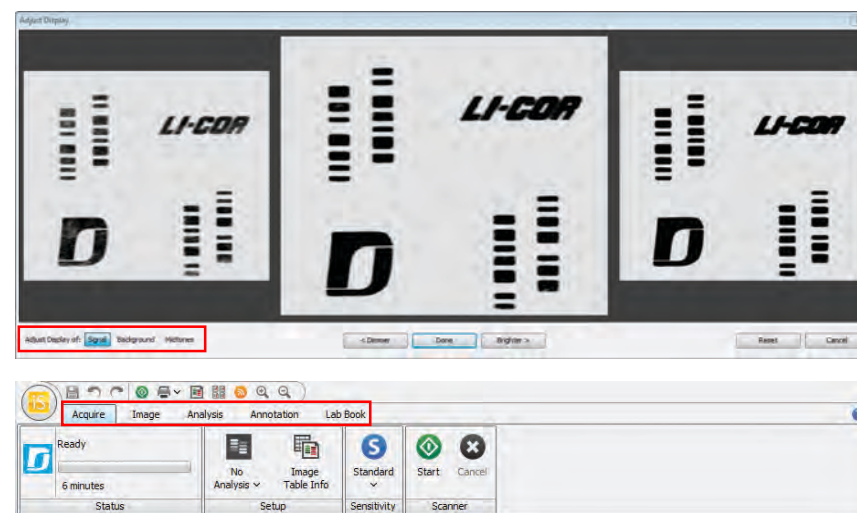 Adjust Display
LI-COR
LI-COR
LI-COR
Adjust Display of: Signal Background Midtones
< Dimmer Done Brighter > Reset Cancel
iS
Acquire Image Analysis Annotation Lab Book
Ready
6 minutes
No Analysis
Image Table Info
S
Standard
Start
Cancel
Status Setup Sensitivity Scanner